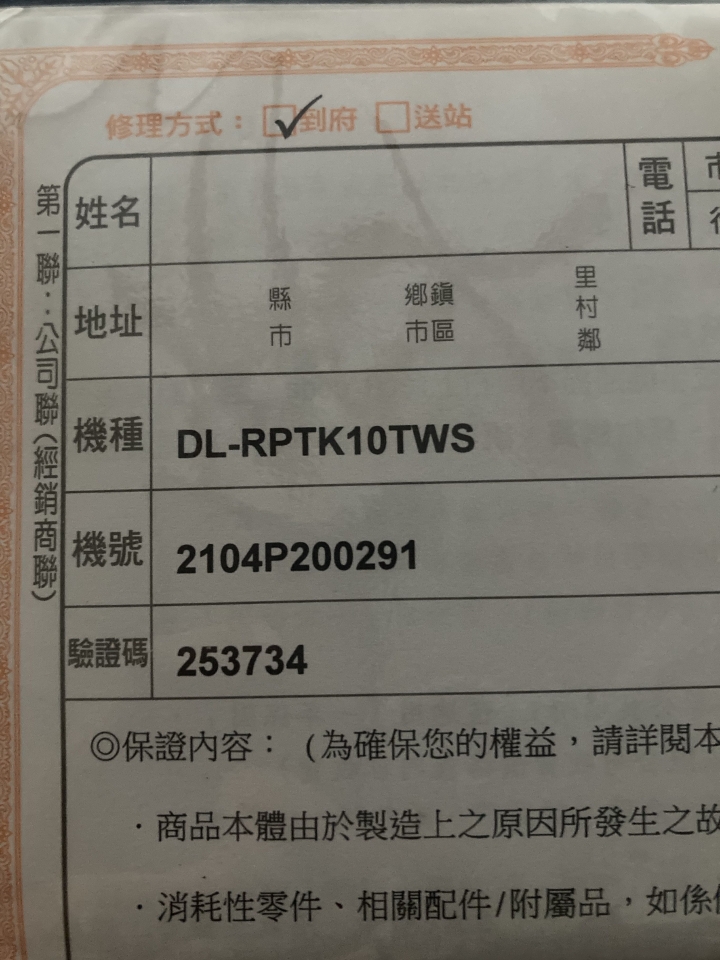 修理方式：☑到府 □送站
第一聯：公司聯（經銷商聯）
姓名
電話
地址
縣市
鄉鎮市區
里村鄰
機種 DL-RPTK10TWS
機號 2104P200291
驗證碼 253734
◎保證內容：（為確保您的權益，請詳閱本
．商品本體由於製造上之原因所發生之故
．消耗性零件、相關配件/附屬品，如係